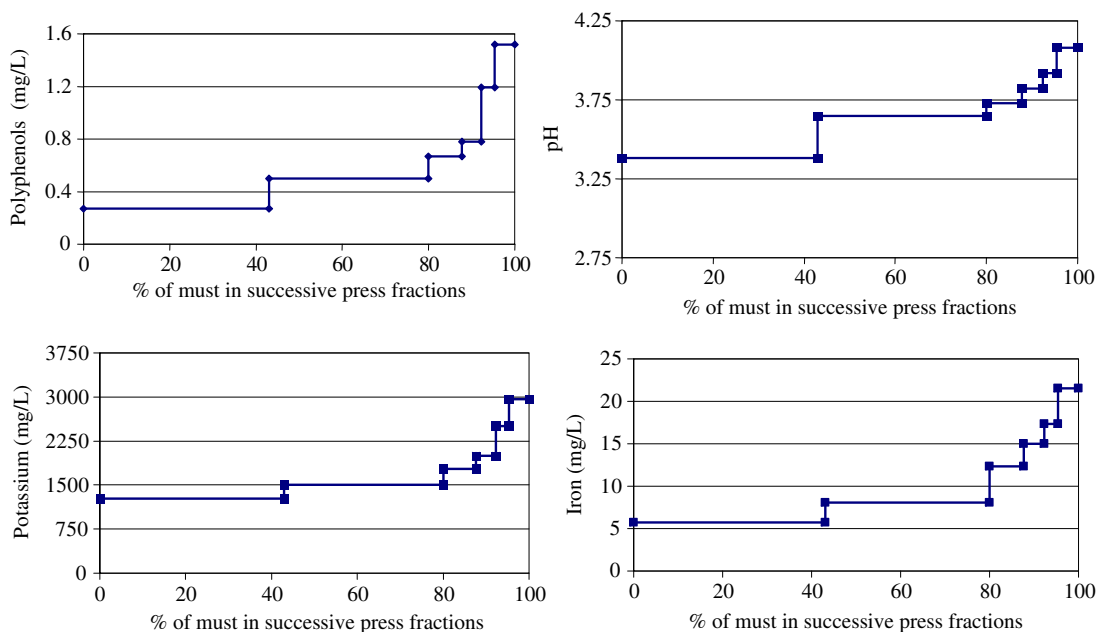 Polyphenols (mg/L)
1.6
1.2
0.8
0.4
0
0 20 40 60 80 100
% of must in successive press fractions
pH
4.25
3.75
3.25
2.75
0 20 40 60 80 100
% of must in successive press fractions
Potassium (mg/L)
3750
3000
2250
1500
750
0
0 20 40 60 80 100
% of must in successive press fractions
Iron (mg/L)
25
20
15
10
5
0
0 20 40 60 80 100
% of must in successive press fractions